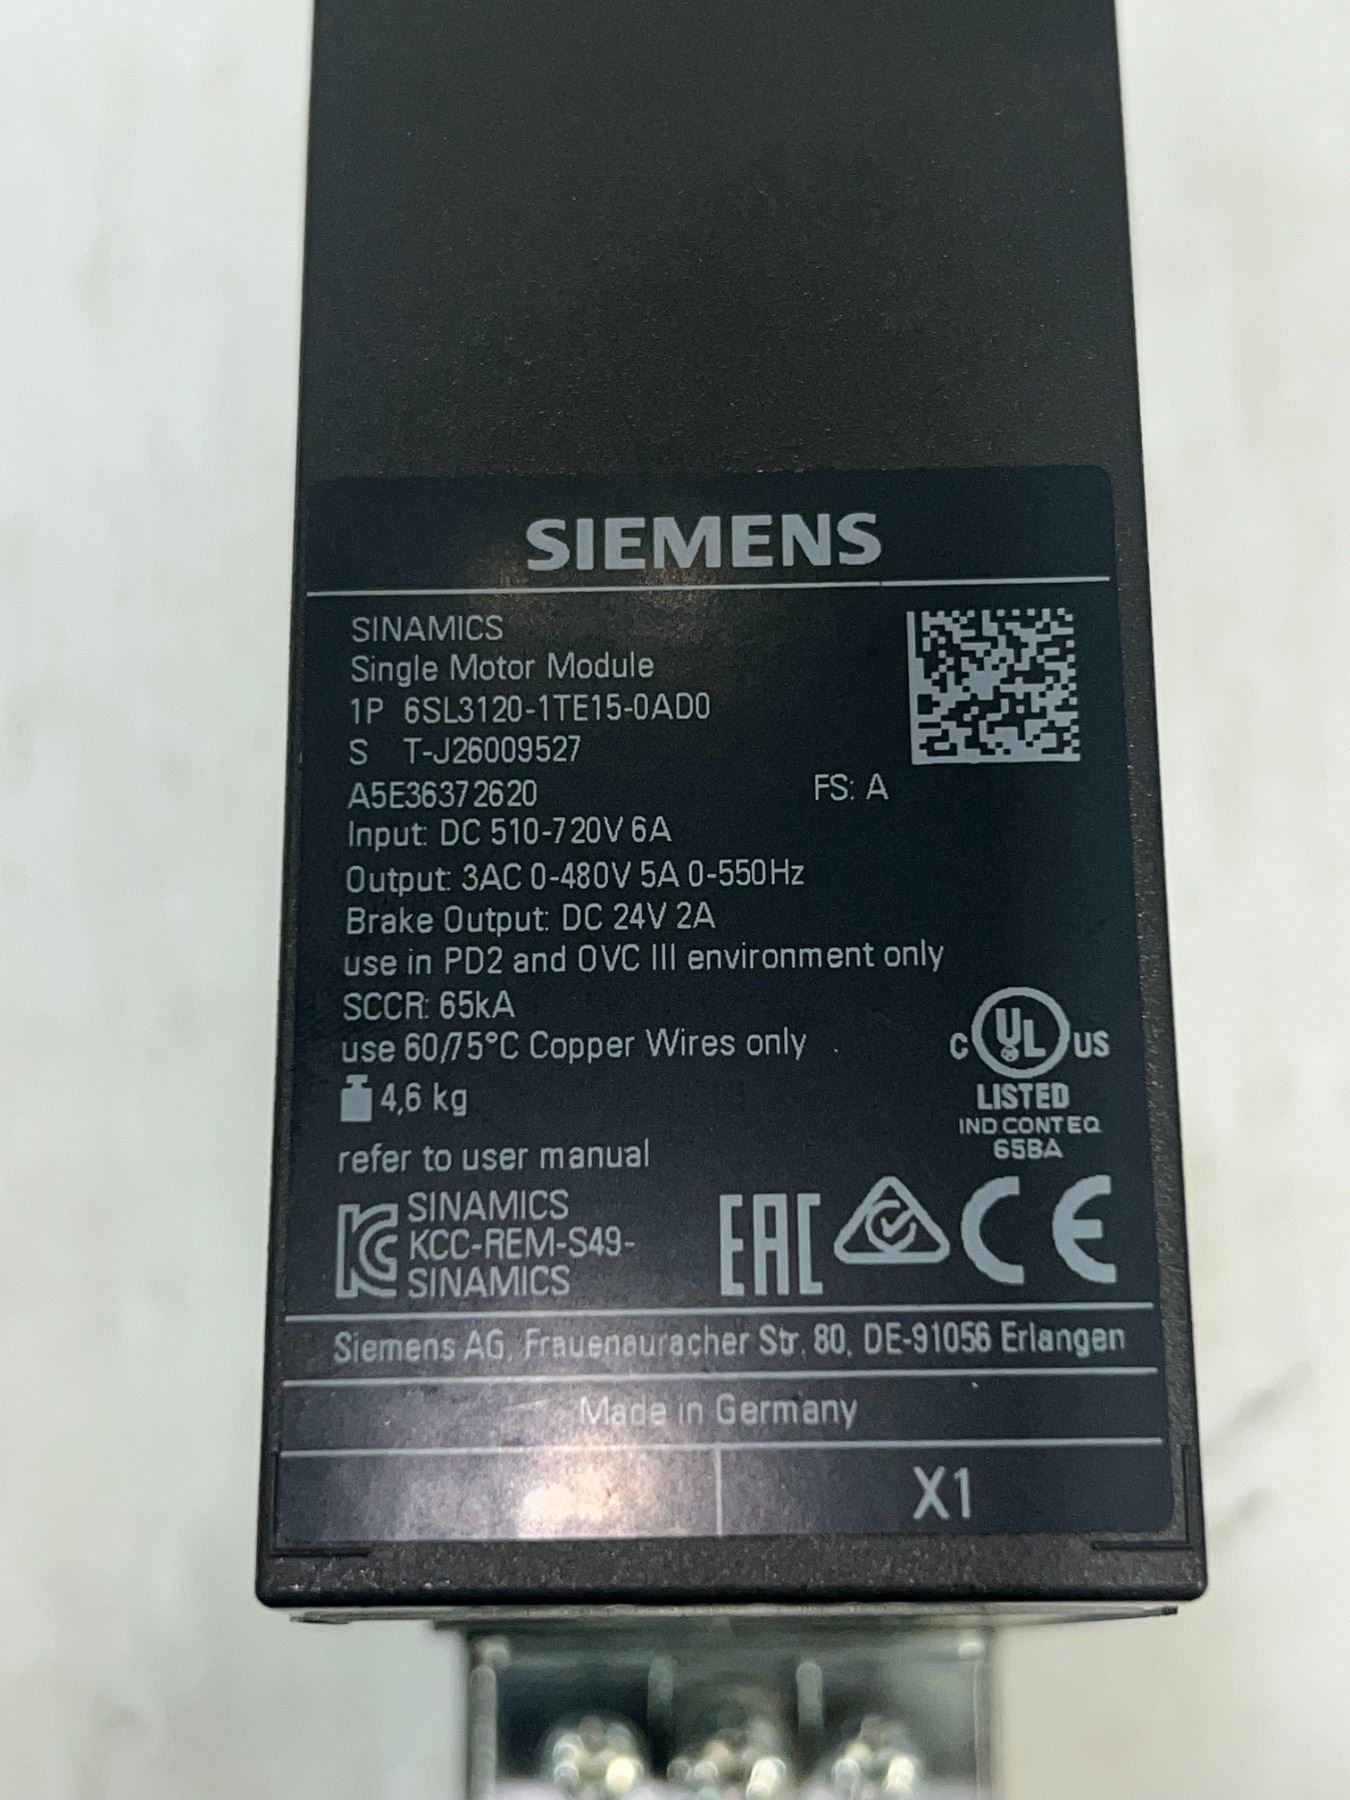 SIEMENS
SINAMICS
Single Motor Module
1P 6SL3120-1TE15-0AD0
S T-J26009527
A5E36372620 FS: A
Input: DC 510-720V 6A
Output: 3AC 0-480V 5A 0-550Hz
Brake Output: DC 24V 2A
use in PD2 and OVC III environment only
SCCR: 65kA
use 60/75°C Copper Wires only
4,6 kg
C UL US
LISTED
IND.CONT.EQ
65BA
refer to user manual
SINAMICS
KCC-REM-S49-
SINAMICS
EAC CE
Siemens AG, Frauenauracher Str. 80, DE-91056 Erlangen
Made in Germany
X1